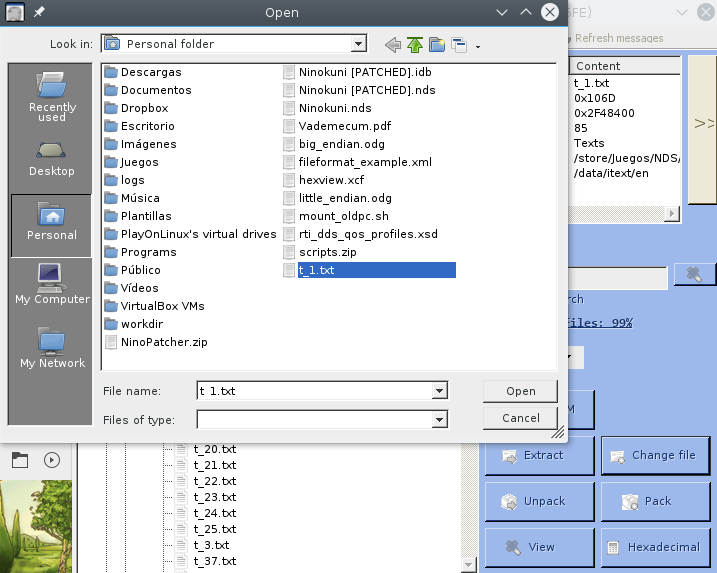 Open
5FE)
Look in:
Personal folder
Refresh messages
Recently
used
Desktop
Personal
My Computer
My Network
Descargas
Documentos
Dropbox
Escritorio
Imágenes
Juegos
logs
Música
Plantillas
PlayOnLinux's virtual drives
Programs
Público
Vídeos
VirtualBox VMs
workdir
NinoPatcher.zip
Ninokuni [PATCHED].idb
Ninokuni [PATCHED].nds
Ninokuni.nds
Vademecum.pdf
big_endian.odg
fileformat_example.xml
hexview.xcf
little_endian.odg
mount_oldpc.sh
rti_dds_qos_profiles.xsd
scripts.zip
t_1.txt
File name:
t_1.txt
Open
Files of type:
Cancel
Content
t_1.txt
0x106D
0x2F48400
85
Texts
/store/Juegos/NDS/
/data/itext/en
>>
rch
Files: 99%
M
Extract
Change file
Unpack
Pack
View
Hexadecimal
t_20.txt
t_21.txt
t_22.txt
t_23.txt
t_24.txt
t_25.txt
t_3.txt
t_37.txt